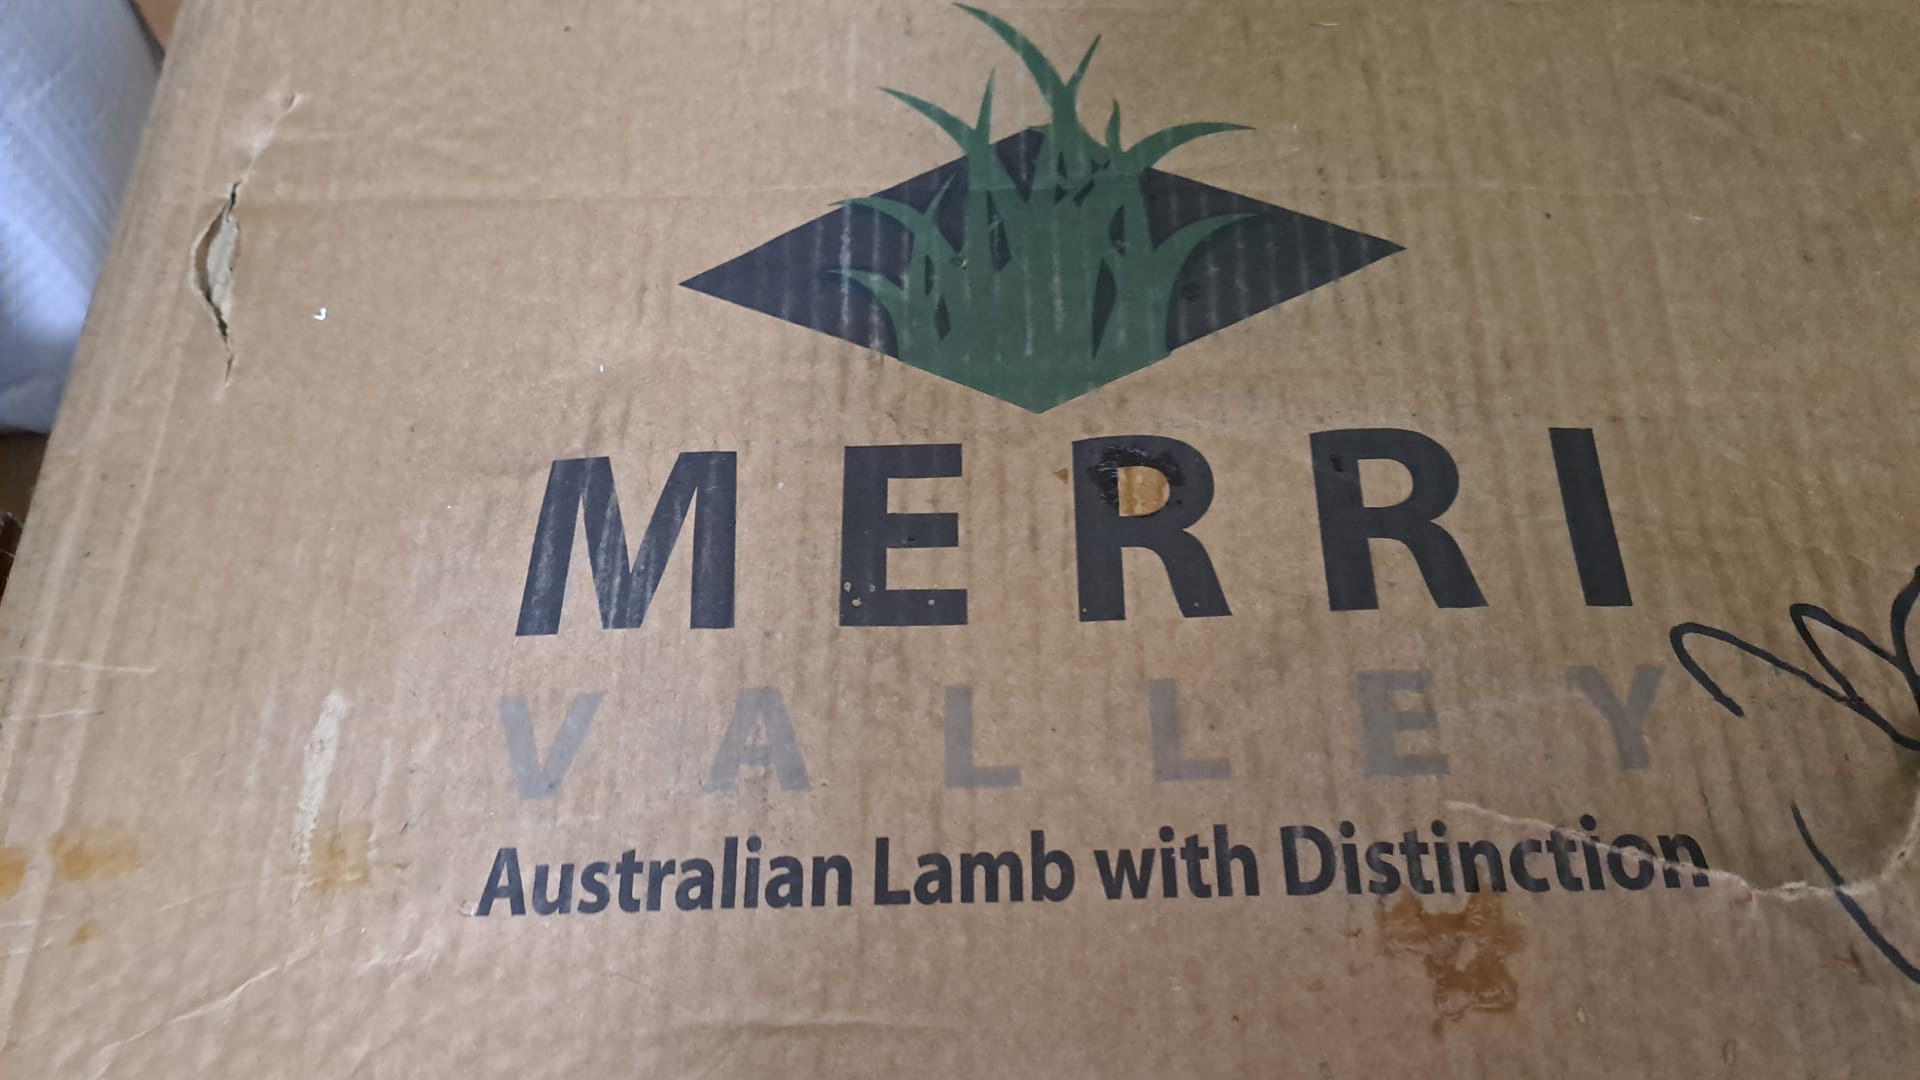 MERRI
VALLEY
Australian Lamb with Distinction